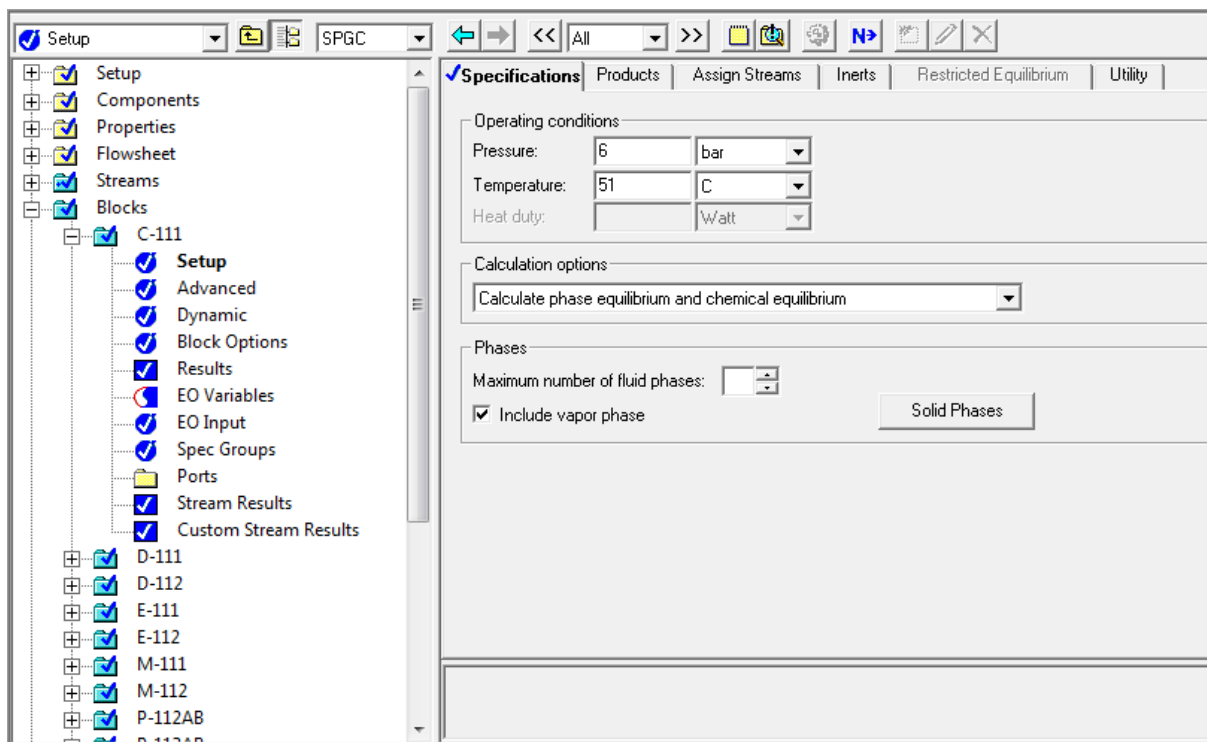 Setup SPGC << All >> N
Setup
Components
Properties
Flowsheet
Streams
Blocks
C-111
Setup
Advanced
Dynamic
Block Options
Results
EO Variables
EO Input
Spec Groups
Ports
Stream Results
Custom Stream Results
D-111
D-112
E-111
E-112
M-111
M-112
P-112AB
Specifications Products Assign Streams Inerts Restricted Equilibrium Utility
Operating conditions
Pressure: 6 bar
Temperature: 51 C
Heat duty: Watt
Calculation options
Calculate phase equilibrium and chemical equilibrium
Phases
Maximum number of fluid phases:
Include vapor phase
Solid Phases